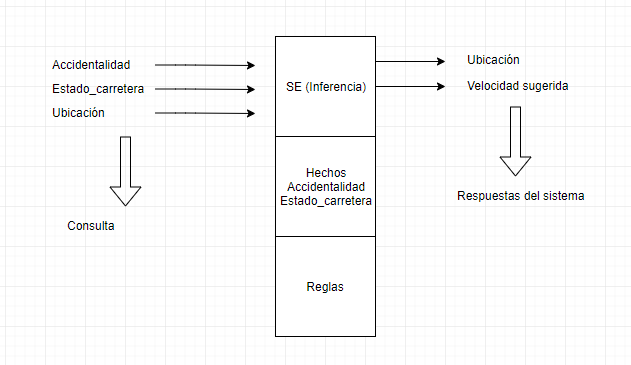 Accidentalidad
Estado_carretera
Ubicación
Consulta
SE (Inferencia)
Hechos
Accidentalidad
Estado_carretera
Reglas
Ubicación
Velocidad sugerida
Respuestas del sistema